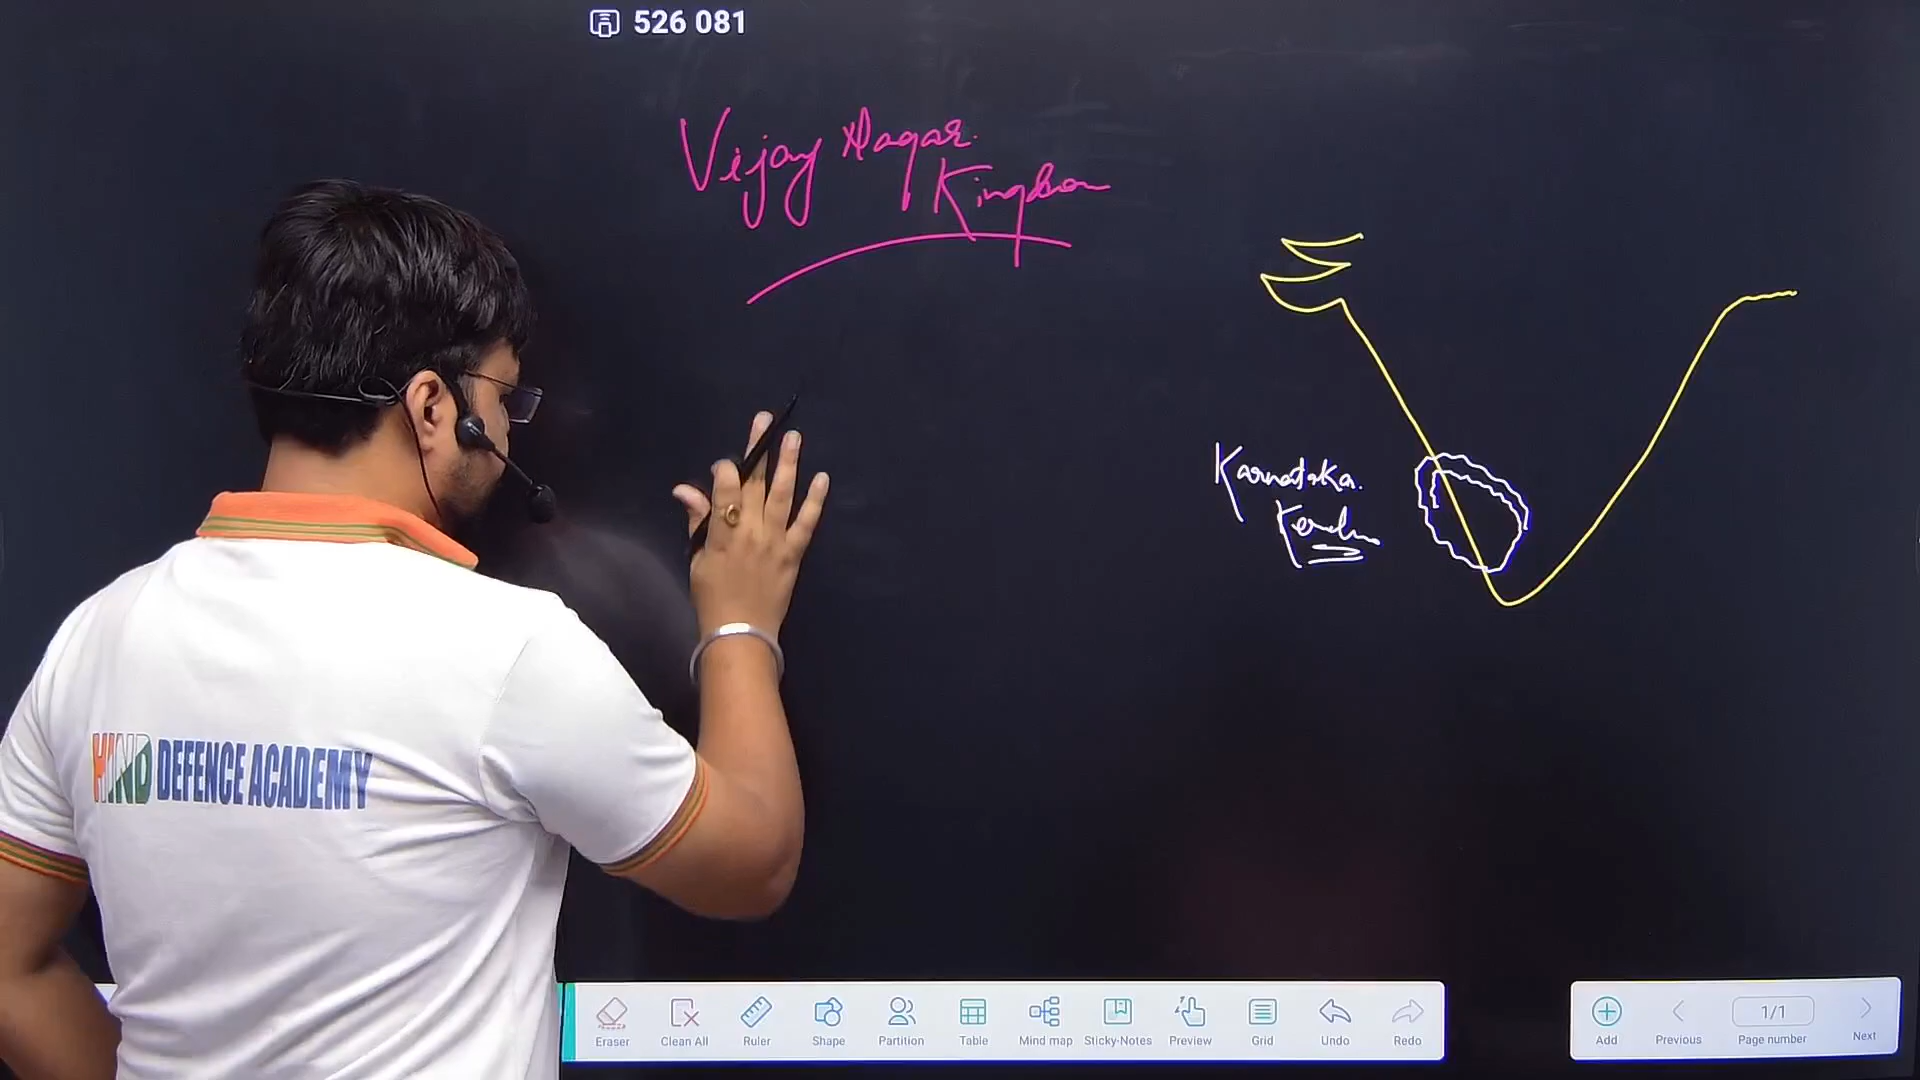 526 081
Vijay Nagar
Kingdom
Karnataka
HIND DEFENCE ACADEMY
Eraser
Clean All
Ruler
Shape
Partition
Table
Mind map
Sticky-Notes
Preview
Grid
Undo
Redo
Add
Previous
1/1
Page number
Next